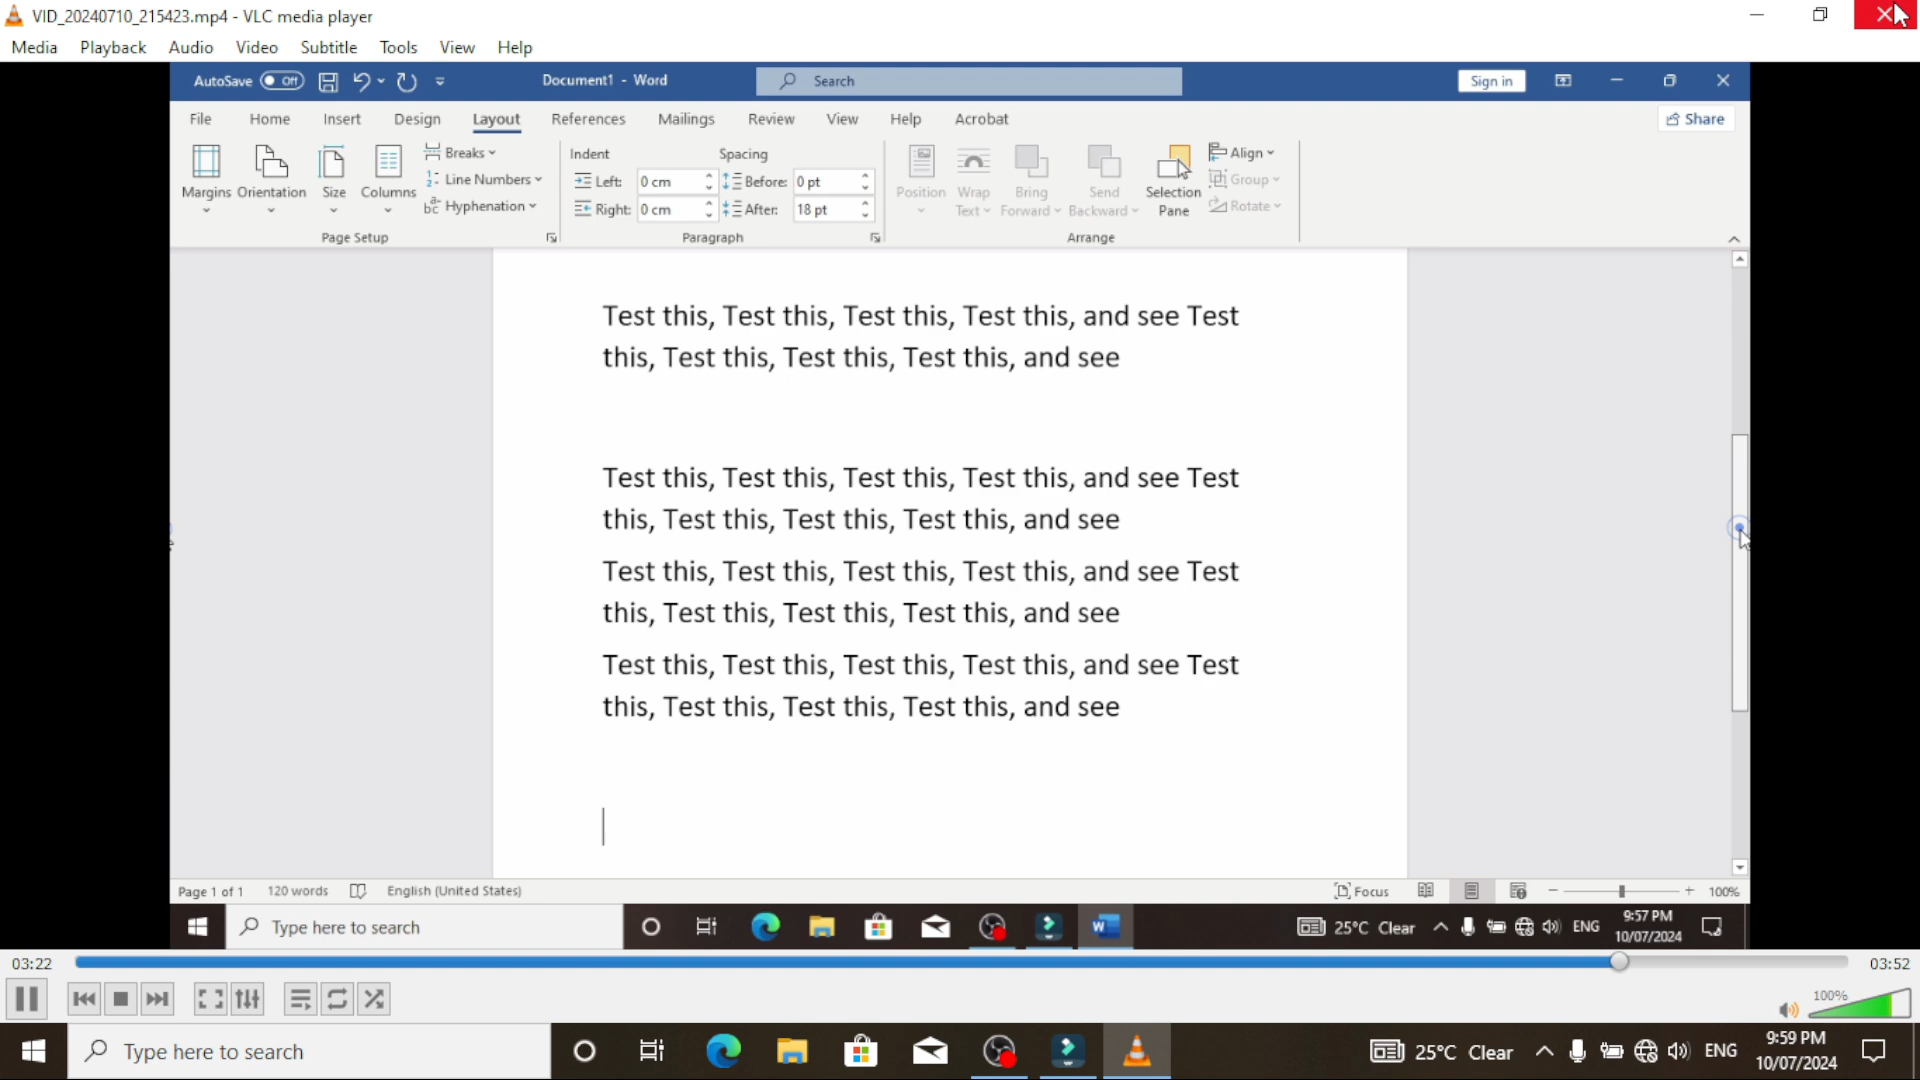 VID_20240710_215423.mp4 - VLC media player
Media Playback Audio Video Subtitle Tools View Help
AutoSave Off Document1 - Word Search Sign in
File Home Insert Design Layout References Mailings Review View Help Acrobat Share
Margins Orientation Size Columns
Breaks
Line Numbers
Hyphenation
Page Setup
Indent Spacing
Left: 0 cm Before: 0 pt
Right: 0 cm After: 18 pt
Paragraph
Position Wrap Text Bring Forward Send Backward Selection Pane
Align
Group
Rotate
Arrange
Test this, Test this, Test this, Test this, and see Test
this, Test this, Test this, Test this, and see
Test this, Test this, Test this, Test this, and see Test
this, Test this, Test this, Test this, and see
Test this, Test this, Test this, Test this, and see Test
this, Test this, Test this, Test this, and see
Test this, Test this, Test this, Test this, and see Test
this, Test this, Test this, Test this, and see
Page 1 of 1 120 words English (United States) Focus 100%
Type here to search 25°C Clear ENG 9:57 PM
10/07/2024
03:22 03:52
100%
Type here to search 25°C Clear ENG 9:59 PM
10/07/2024